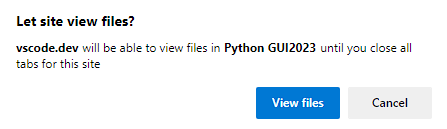 Let site view files?
vscode.dev will be able to view files in Python GUI2023 until you close all
tabs for this site
View files Cancel